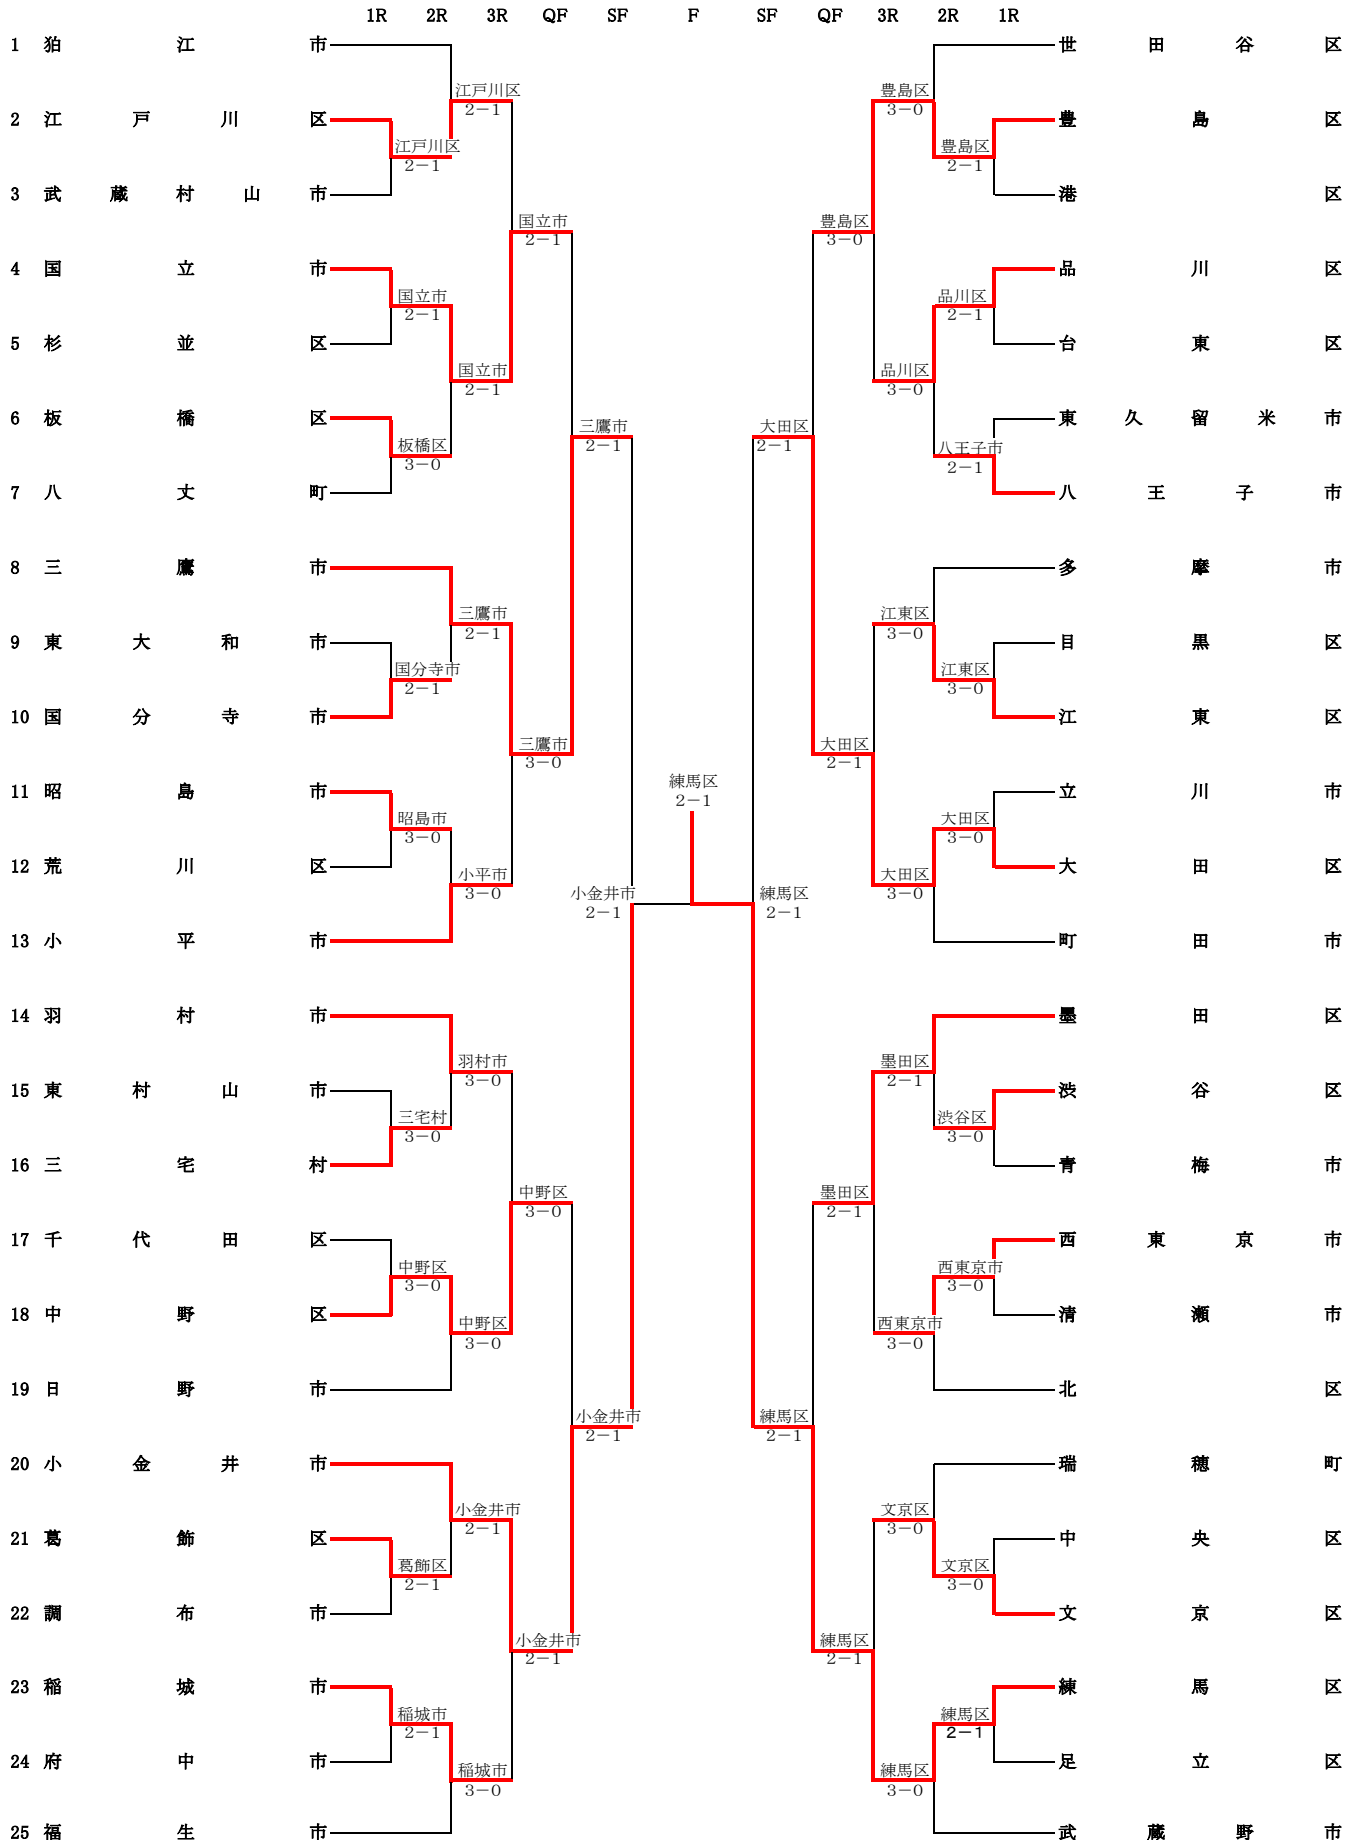 1R 2R 3R QF SF F SF QF 3R 2R 1R
1 狛江市 世田谷区
江戸川区 豊島区
2-1 3-0
2 江戸川区 豊島区
江戸川区 豊島区
2-1 2-1
3 武蔵村山市 港区
国立市 豊島区
2-1 3-0
4 国立市 品川区
国立市 品川区
2-1 2-1
5 杉並区 台東区
国立市 品川区
2-1 3-0
6 板橋区 東久留米市
三鷹市 大田区
2-1 2-1
板橋区 八王子市
3-0 2-1
7 八丈町 八王子市
8 三鷹市 多摩市
三鷹市 江東区
2-1 3-0
9 東大和市 目黒区
国分寺市 江東区
2-1 3-0
10 国分寺市 江東区
三鷹市 大田区
3-0 2-1
練馬区
2-1
11 昭島市 立川市
昭島市 大田区
3-0 3-0
12 荒川区 大田区
小平市 大田区
3-0 3-0
小金井市 練馬区
2-1 2-1
13 小平市 町田市
14 羽村市 墨田区
羽村市 墨田区
3-0 2-1
15 東村山市 渋谷区
三宅村 渋谷区
3-0 3-0
16 三宅村 青梅市
中野区 墨田区
3-0 2-1
17 千代田区 西東京市
中野区 西東京市
3-0 3-0
18 中野区 清瀬市
中野区 西東京市
3-0 3-0
19 日野市 北区
小金井市 練馬区
2-1 2-1
20 小金井市 瑞穂町
小金井市 文京区
2-1 3-0
21 葛飾区 中央区
葛飾区 文京区
2-1 3-0
22 調布市 文京区
小金井市 練馬区
2-1 2-1
23 稲城市 練馬区
稲城市 練馬区
2-1 2-1
24 府中市 足立区
稲城市 練馬区
3-0 3-0
25 福生市 武蔵野市